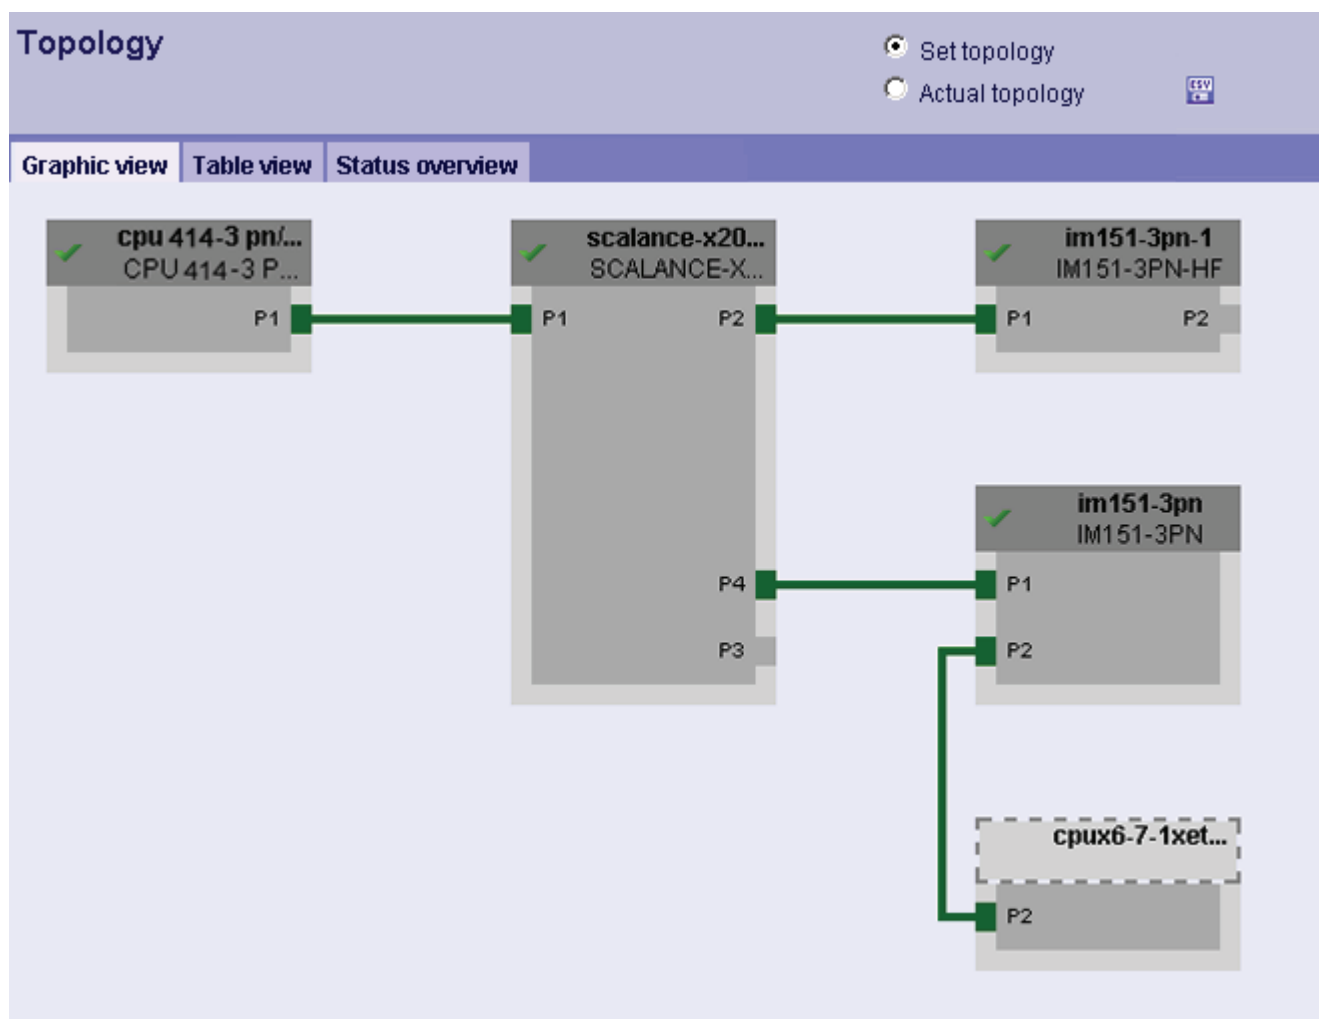 Topology
Set topology
Actual topology
CSV
Graphic view Table view Status overview
cpu 414-3 pn/...
CPU 414-3 P...
P1
scalance-x20...
SCALANCE-X...
P1 P2
P4
P3
im151-3pn-1
IM151-3PN-HF
P1 P2
im151-3pn
IM151-3PN
P1
P2
cpux6-7-1xet...
P2